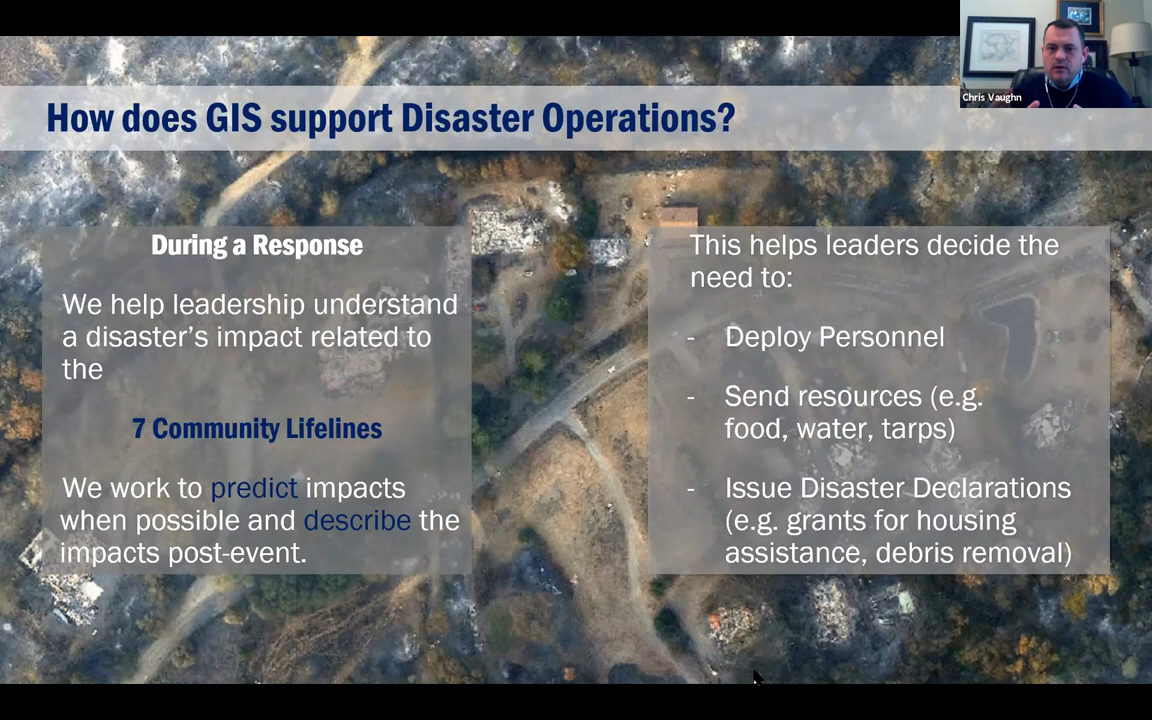 Chris Vaughn
How does GIS support Disaster Operations?
During a Response
We help leadership understand
a disaster’s impact related to
the
7 Community Lifelines
We work to predict impacts
when possible and describe the
impacts post-event.
This helps leaders decide the
need to:
- Deploy Personnel
- Send resources (e.g.
food, water, tarps)
- Issue Disaster Declarations
(e.g. grants for housing
assistance, debris removal)